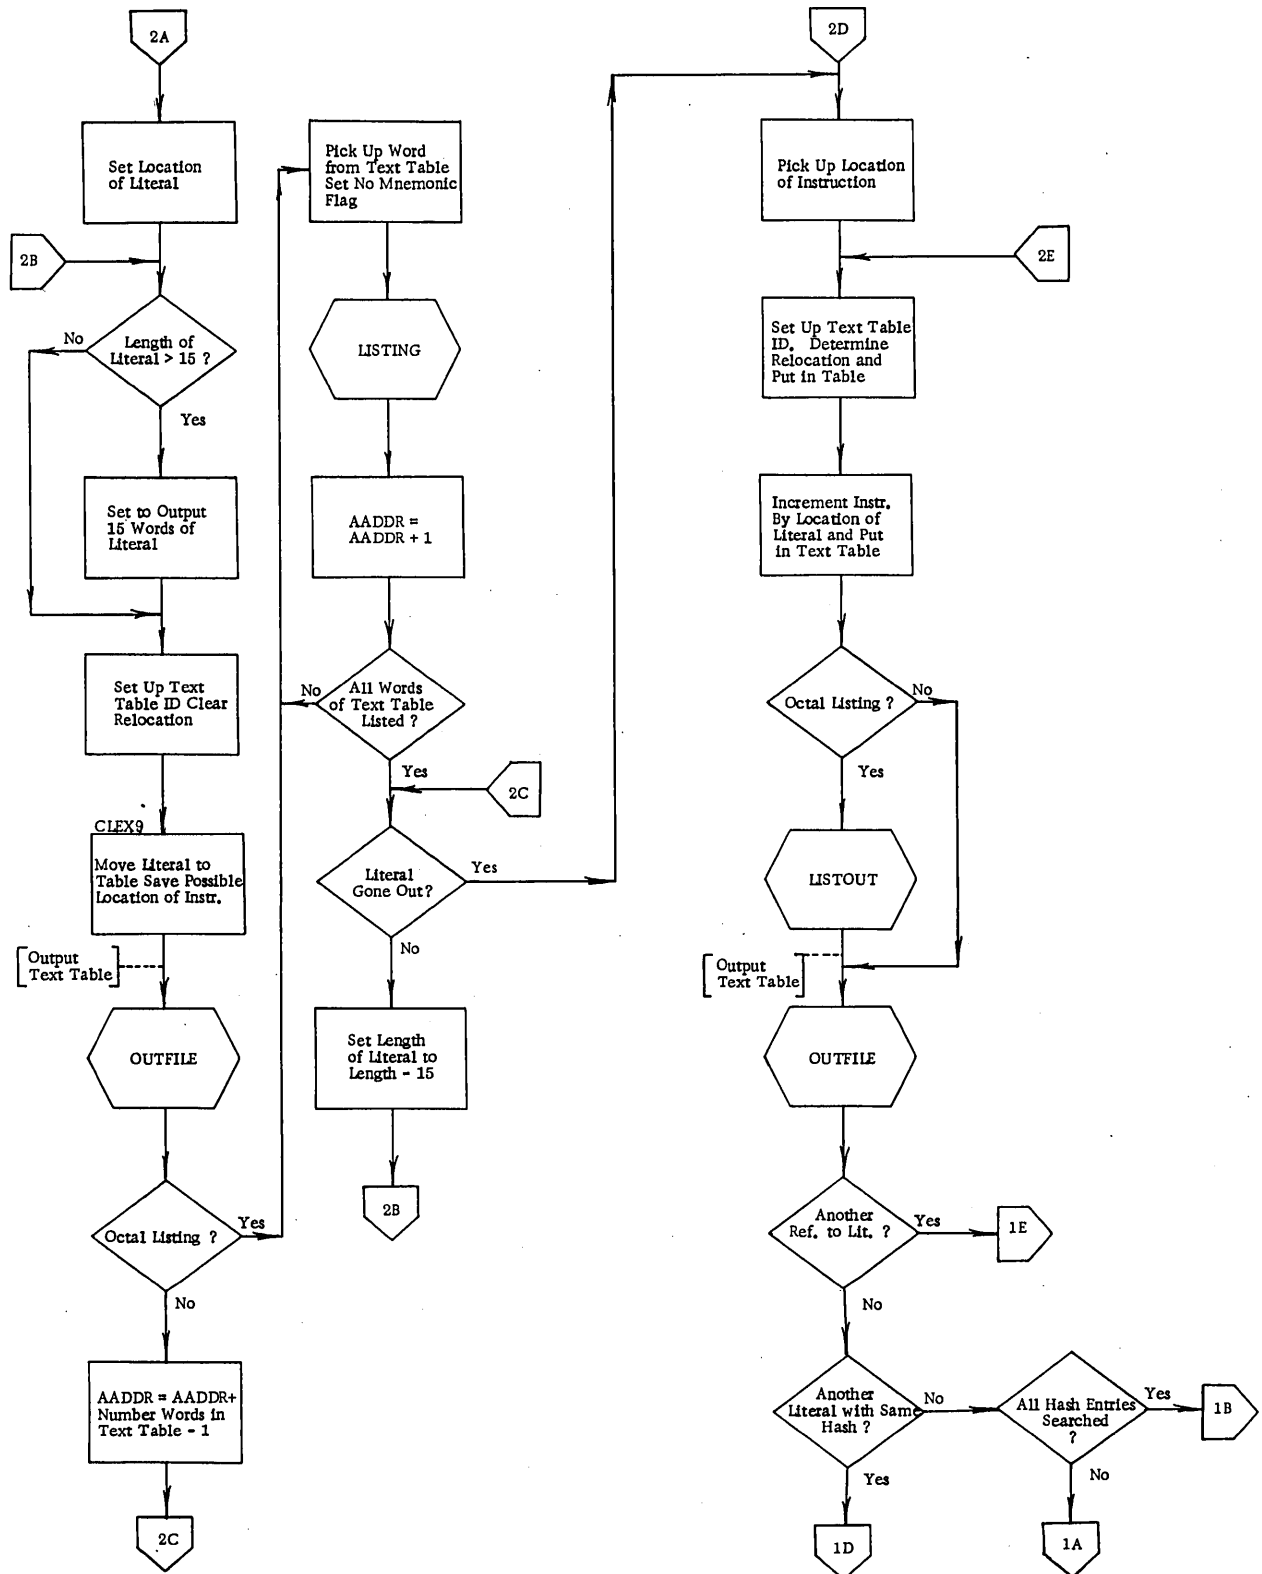 2A
Set Location
of Literal
2B
Length of
Literal > 15 ?
No
Yes
Set to Output
15 Words of
Literal
Set Up Text
Table ID Clear
Relocation
CLEX9
Move Literal to
Table Save Possible
Location of Instr.
Output
Text Table
OUTFILE
Octal Listing ?
Yes
No
AADDR = AADDR+
Number Words in
Text Table - 1
2C
Pick Up Word
from Text Table
Set No Mnemonic
Flag
LISTING
AADDR =
AADDR + 1
All Words
of Text Table
Listed ?
No
Yes
2C
Literal
Gone Out?
Yes
No
Set Length
of Literal to
Length - 15
2B
2D
Pick Up Location
of Instruction
2E
Set Up Text Table
ID. Determine
Relocation and
Put in Table
Increment Instr.
By Location of
Literal and Put
in Text Table
Octal Listing ?
No
Yes
LISTOUT
Output
Text Table
OUTFILE
Another
Ref. to Lit. ?
Yes
1E
No
Another
Literal with Same
Hash ?
No
Yes
1D
All Hash Entries
Searched
?
Yes
1B
No
1A